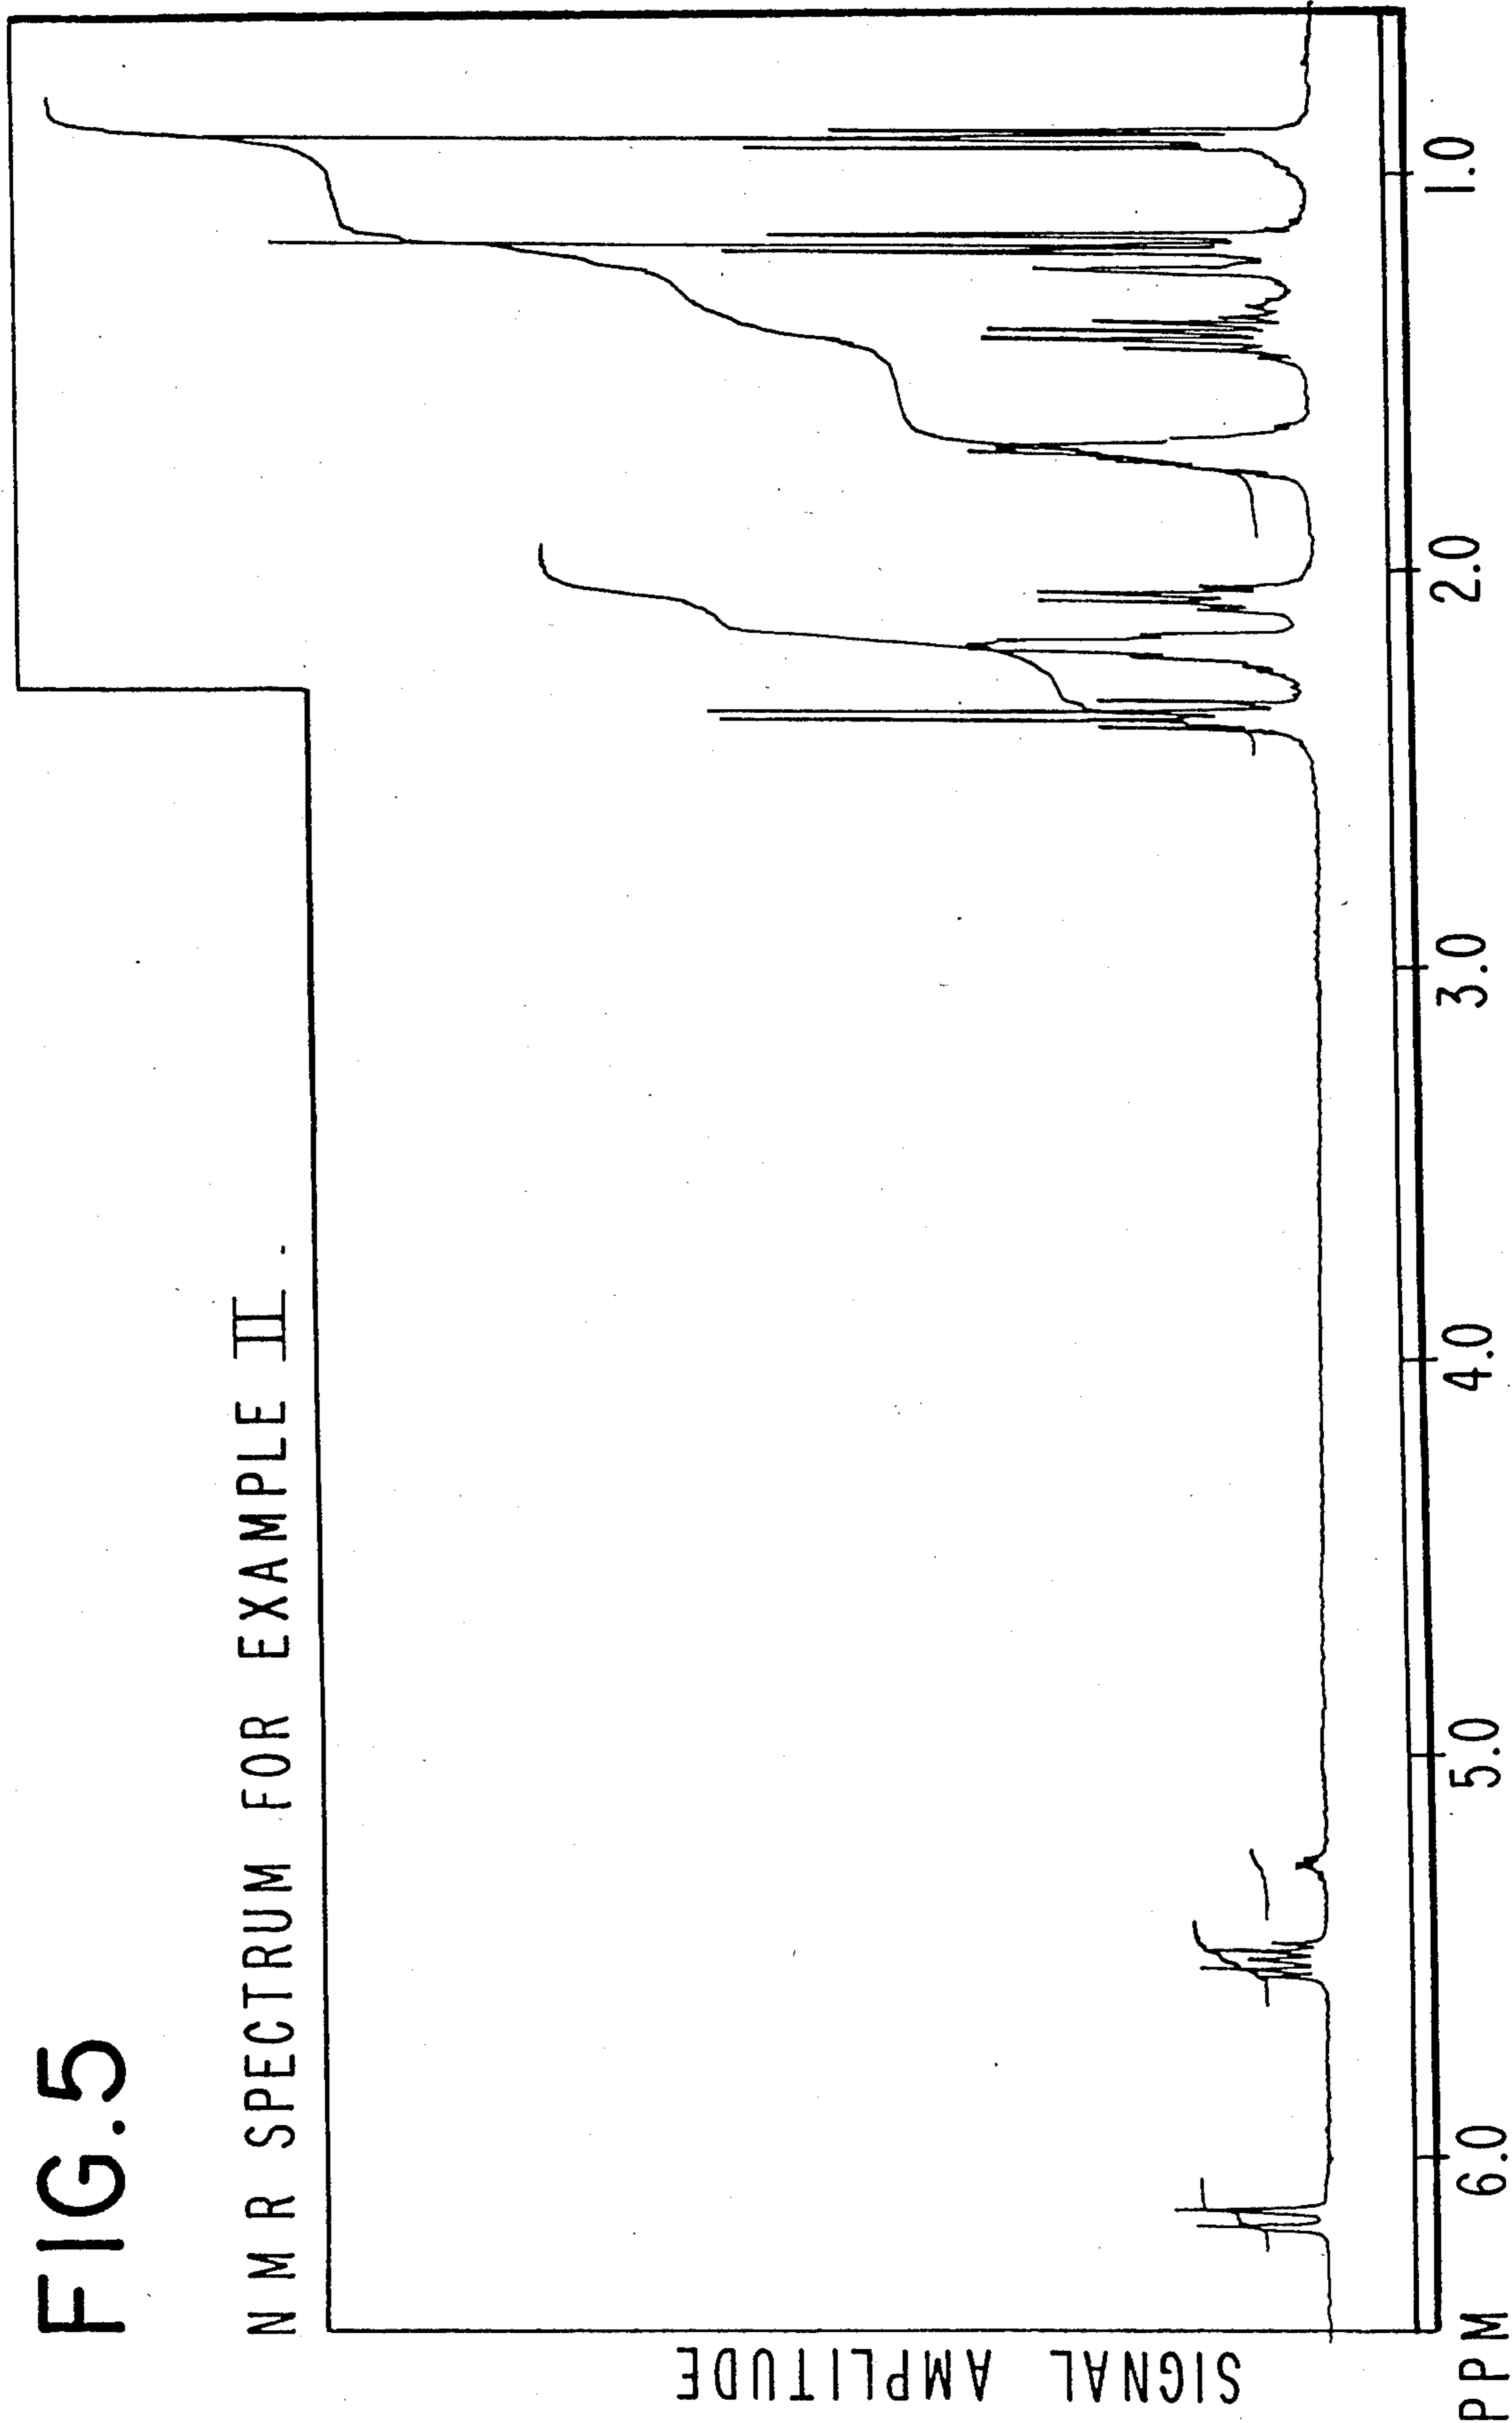 FIG.5
NMR SPECTRUM FOR EXAMPLE II.
SIGNAL AMPLITUDE
PPM 6.0 5.0 4.0 3.0 2.0 1.0